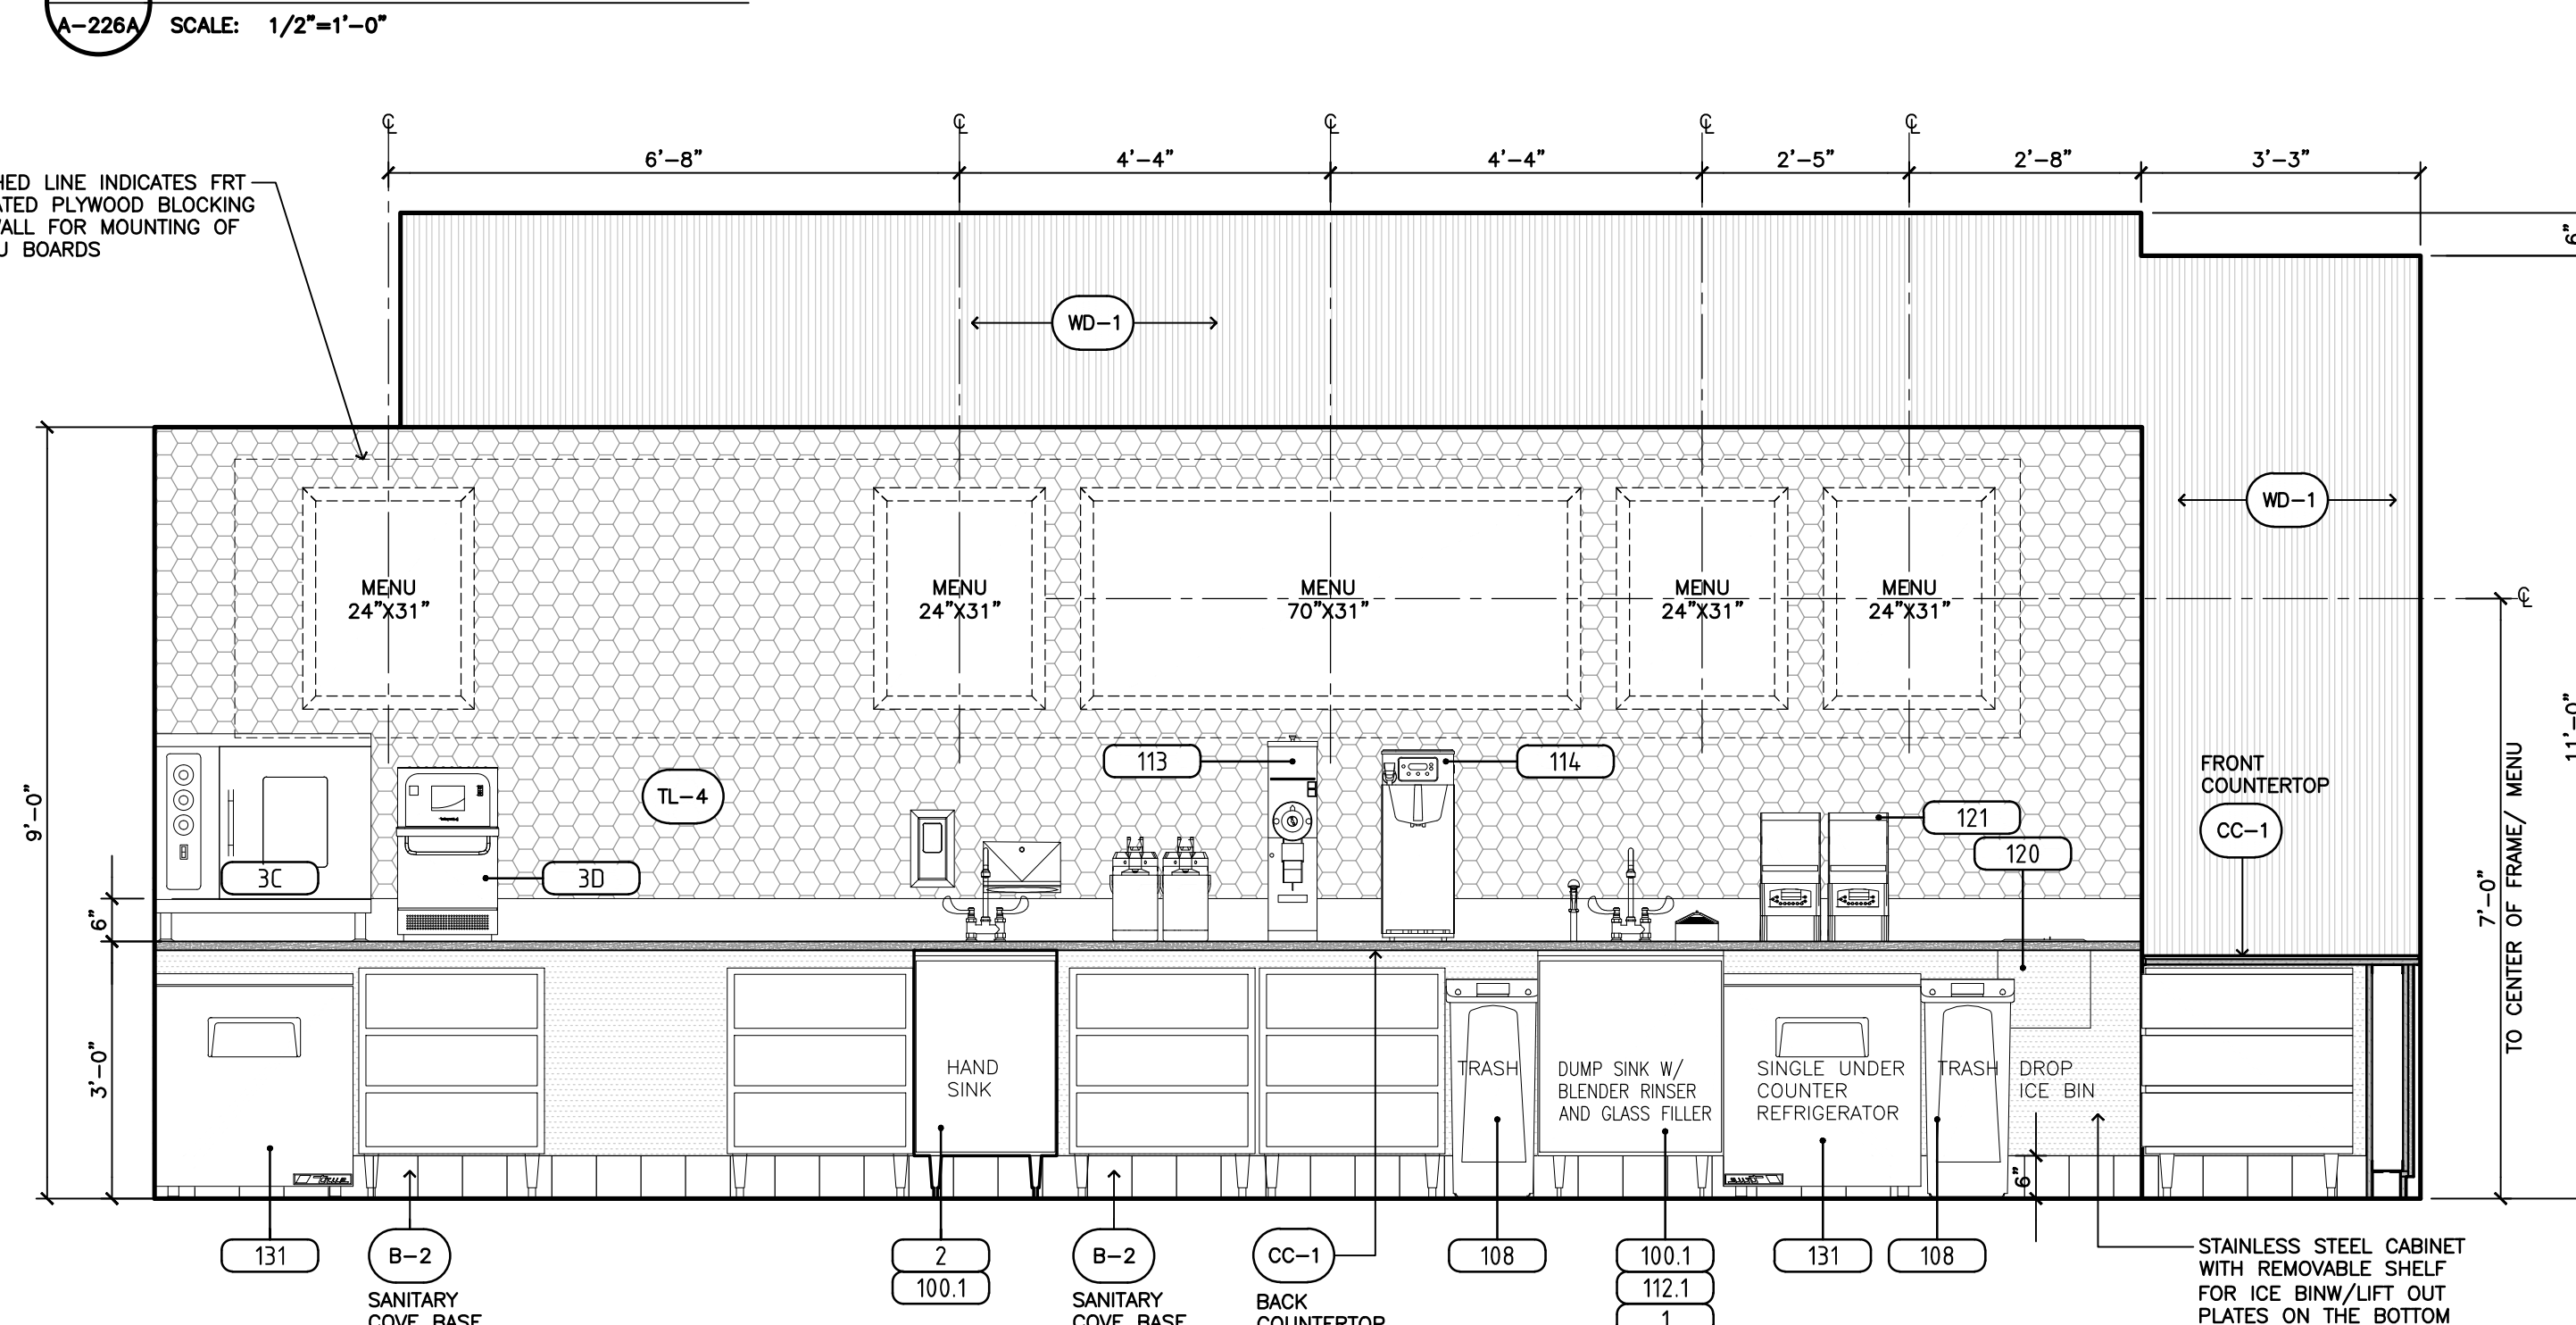 A-226A SCALE: 1/2"=1'-0"
℄ ℄ ℄ ℄ ℄
6'-8" 4'-4" 4'-4" 2'-5" 2'-8" 3'-3"
HED LINE INDICATES FRT
ATED PLYWOOD BLOCKING
WALL FOR MOUNTING OF
U BOARDS
6"
WD-1
WD-1
MENU
24"X31"
MENU
24"X31"
MENU
70"X31"
MENU
24"X31"
MENU
24"X31"
℄
113
114
TL-4
121
120
3C
3D
FRONT
COUNTERTOP
CC-1
9'-0"
6"
3'-0"
11'-0"
7'-0"
TO CENTER OF FRAME/ MENU
HAND
SINK
TRASH
DUMP SINK W/
BLENDER RINSER
AND GLASS FILLER
SINGLE UNDER
COUNTER
REFRIGERATOR
TRASH
DROP
ICE BIN
6"
131
B-2
SANITARY
COVE BASE
2
100.1
B-2
SANITARY
COVE BASE
CC-1
BACK
COUNTERTOP
108
100.1
112.1
1
131
108
STAINLESS STEEL CABINET
WITH REMOVABLE SHELF
FOR ICE BINW/LIFT OUT
PLATES ON THE BOTTOM